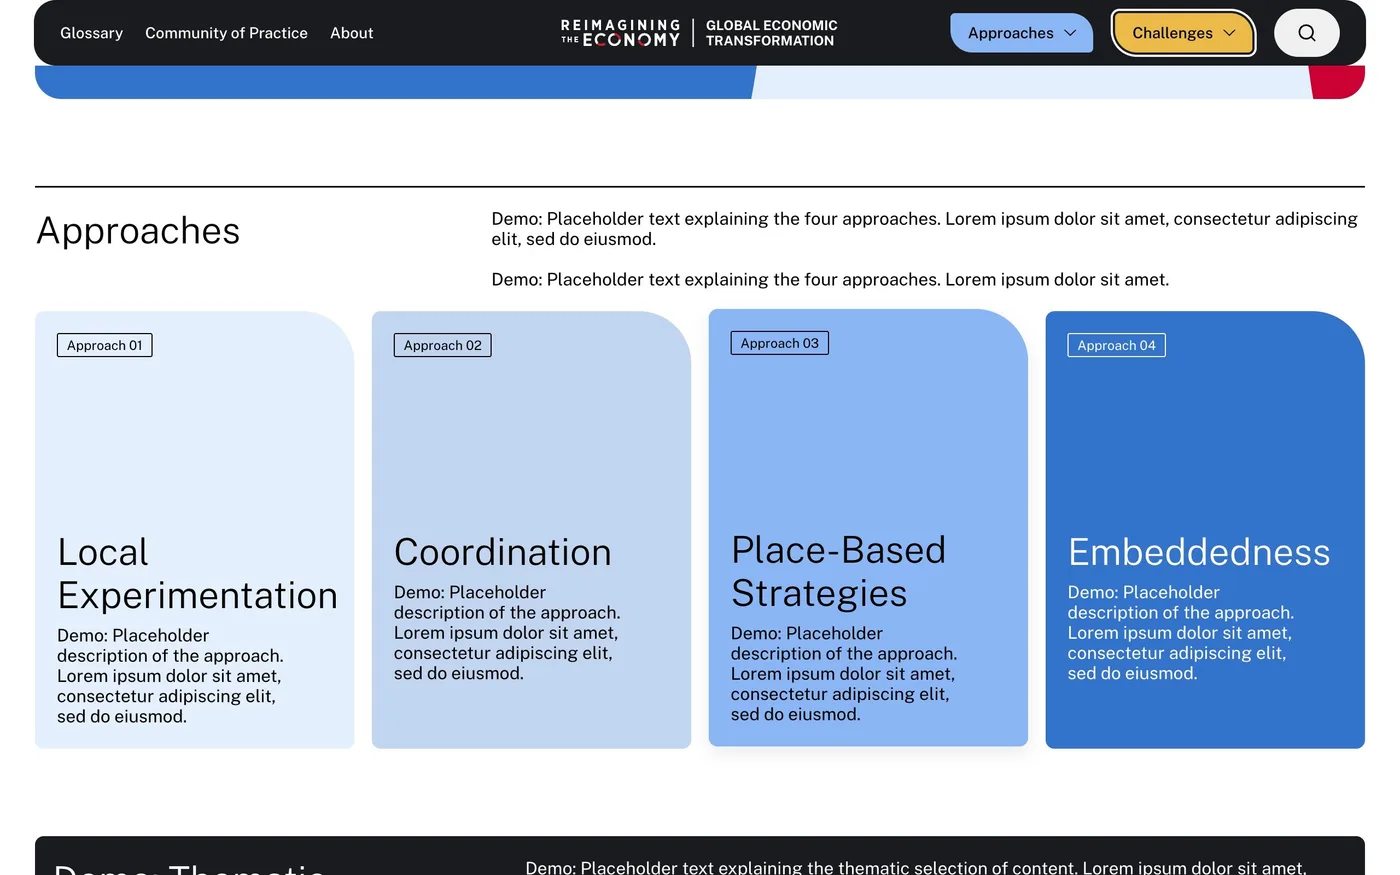 Glossary
Community of Practice
About
REIMAGINING
THE ECONOMY
GLOBAL ECONOMIC
TRANSFORMATION
Approaches
Challenges
Approaches
Demo: Placeholder text explaining the four approaches. Lorem ipsum dolor sit amet, consectetur adipiscing
elit, sed do eiusmod.
Demo: Placeholder text explaining the four approaches. Lorem ipsum dolor sit amet.
Approach 01
Local
Experimentation
Demo: Placeholder
description of the approach.
Lorem ipsum dolor sit amet,
consectetur adipiscing elit,
sed do eiusmod.
Approach 02
Coordination
Demo: Placeholder
description of the approach.
Lorem ipsum dolor sit amet,
consectetur adipiscing elit,
sed do eiusmod.
Approach 03
Place-Based
Strategies
Demo: Placeholder
description of the approach.
Lorem ipsum dolor sit amet,
consectetur adipiscing elit,
sed do eiusmod.
Approach 04
Embeddedness
Demo: Placeholder
description of the approach.
Lorem ipsum dolor sit amet,
consectetur adipiscing elit,
sed do eiusmod.
Demo: Thematic
Demo: Placeholder text explaining the thematic selection of content. Lorem ipsum dolor sit amet,